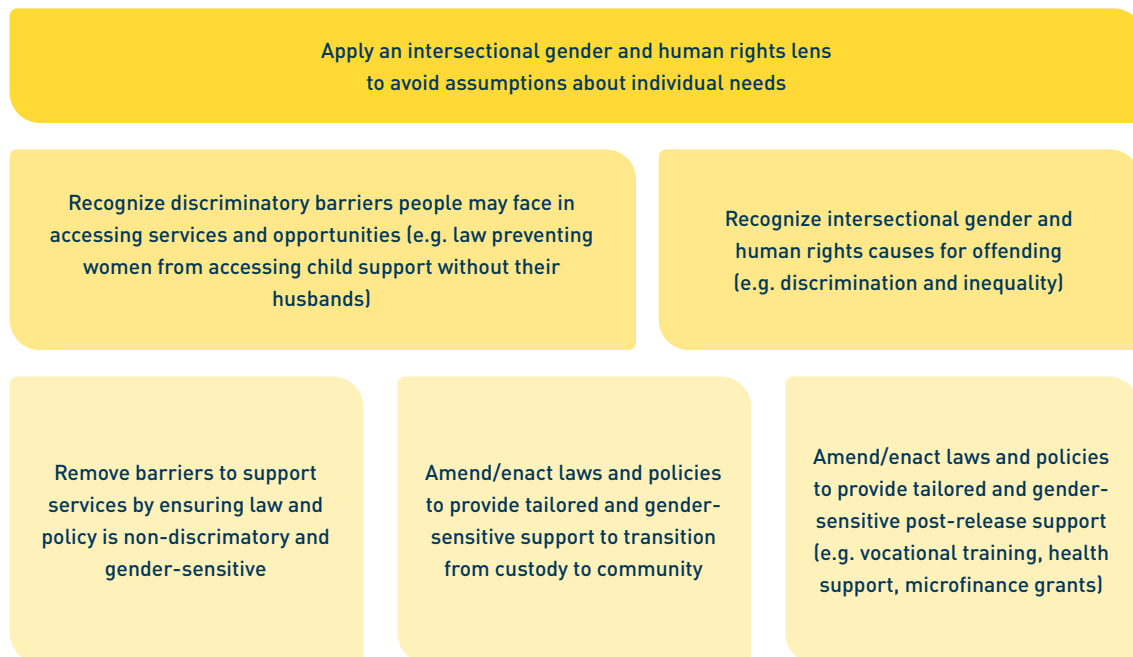 Apply an intersectional gender and human rights lens
to avoid assumptions about individual needs
Recognize discriminatory barriers people may face in
accessing services and opportunities (e.g. law preventing
women from accessing child support without their
husbands)
Recognize intersectional gender and
human rights causes for offending
(e.g. discrimination and inequality)
Remove barriers to support
services by ensuring law and
policy is non-discrimatory and
gender-sensitive
Amend/enact laws and policies
to provide tailored and gender-
sensitive support to transition
from custody to community
Amend/enact laws and policies
to provide tailored and gender-
sensitive post-release support
(e.g. vocational training, health
support, microfinance grants)